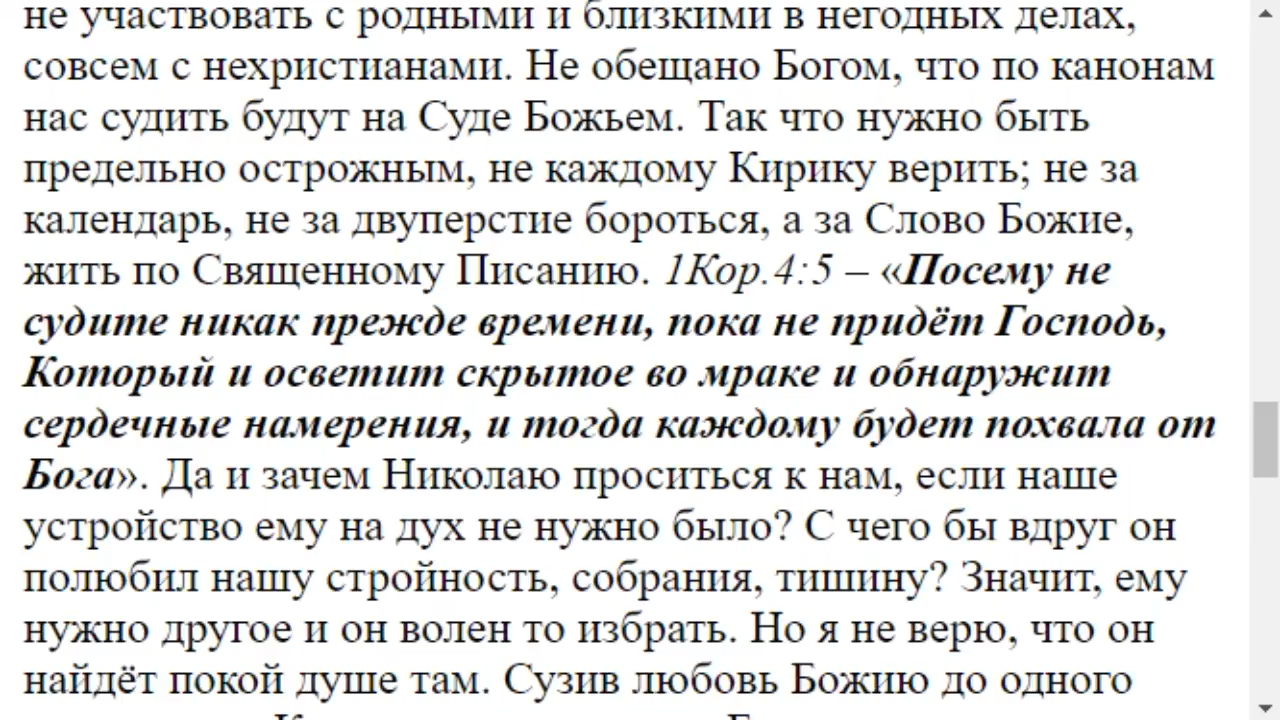 не участвовать с родными и близкими в негодных делах,
совсем с нехристианами. Не обещано Богом, что по канонам
нас судить будут на Суде Божьем. Так что нужно быть
предельно острожным, не каждому Кирику верить; не за
календарь, не за двуперстие бороться, а за Слово Божие,
жить по Священному Писанию. 1Кор.4:5 – «Посему не
судите никак прежде времени, пока не придёт Господь,
Который и осветит скрытое во мраке и обнаружит
сердечные намерения, и тогда каждому будет похвала от
Бога». Да и зачем Николаю проситься к нам, если наше
устройство ему на дух не нужно было? С чего бы вдруг он
полюбил нашу стройность, собрания, тишину? Значит, ему
нужно другое и он волен то избрать. Но я не верю, что он
найдёт покой душе там. Сузив любовь Божию до одного